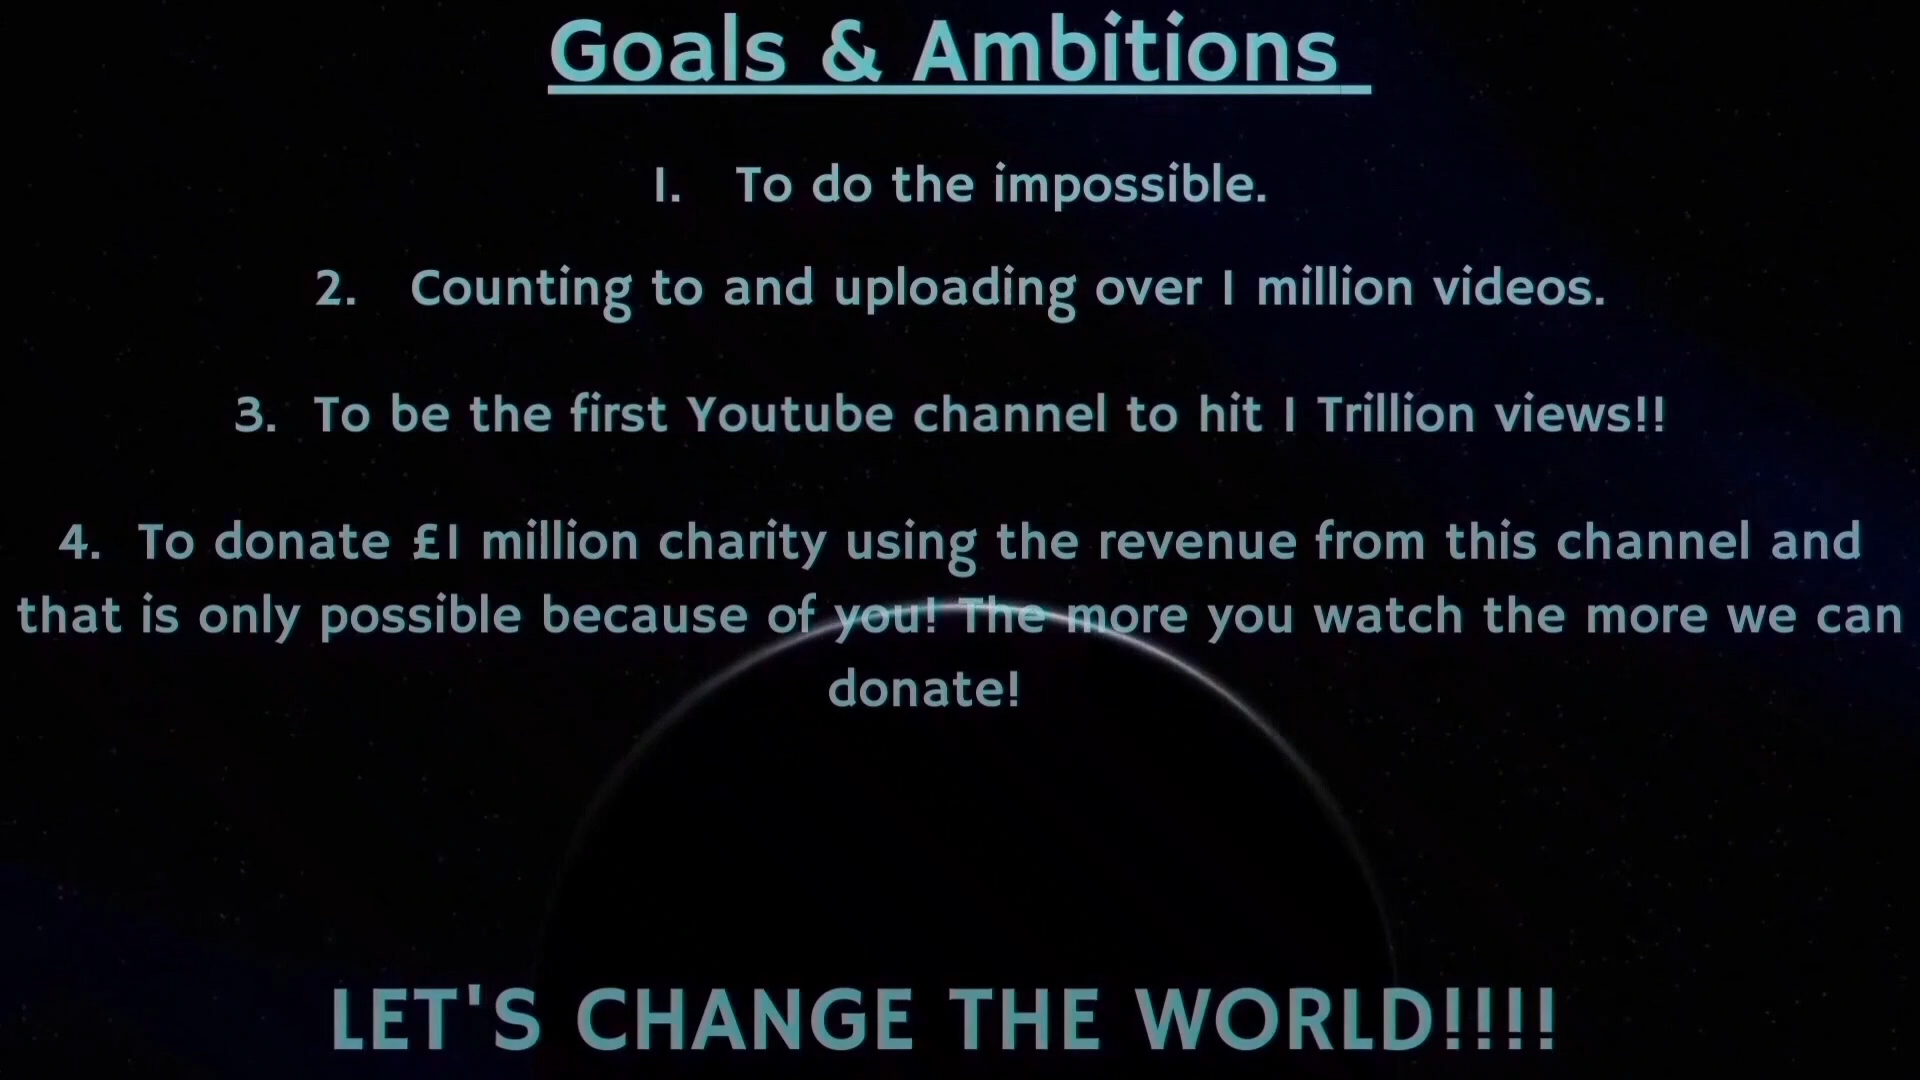 Goals & Ambitions
1. To do the impossible.
2. Counting to and uploading over 1 million videos.
3. To be the first Youtube channel to hit 1 Trillion views!!
4. To donate £1 million charity using the revenue from this channel and
that is only possible because of you! The more you watch the more we can
donate!
LET'S CHANGE THE WORLD!!!!